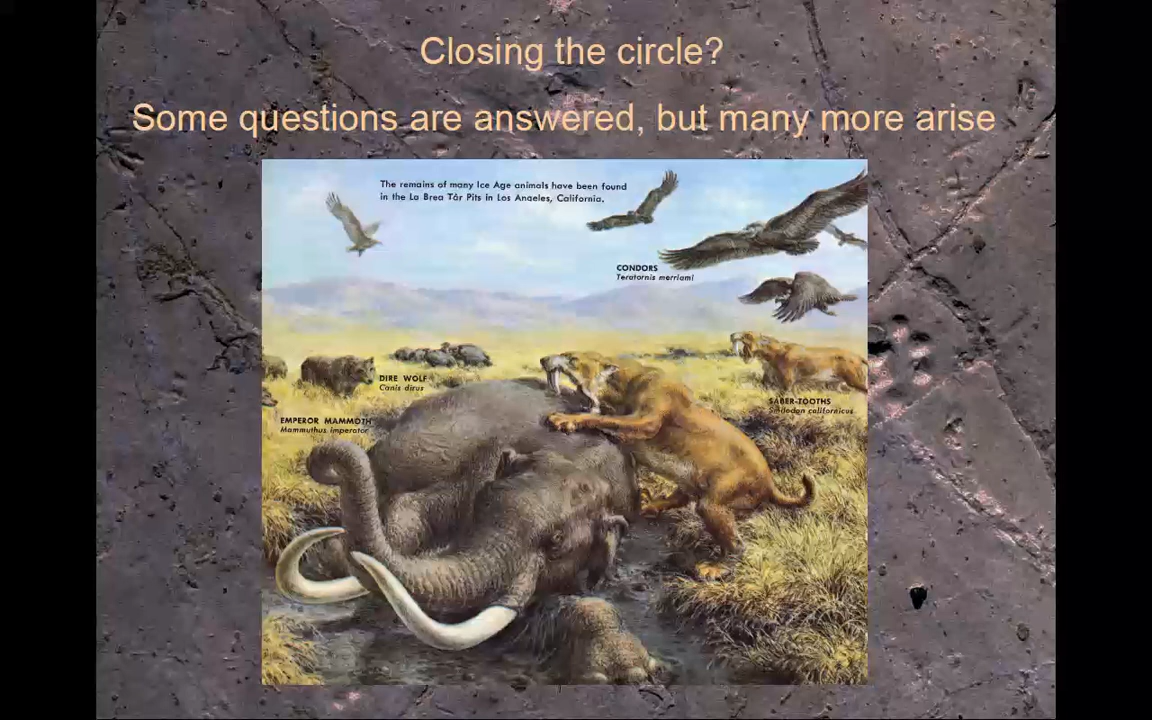 Closing the circle?
Some questions are answered, but many more arise
The remains of many Ice Age animals have been found
in the La Brea Tar Pits in Los Angeles, California.
CONDORS
Teratornis merriami
DIRE WOLF
Canis dirus
SABER-TOOTHS
Smilodon californicus
EMPEROR MAMMOTH
Mammuthus imperator